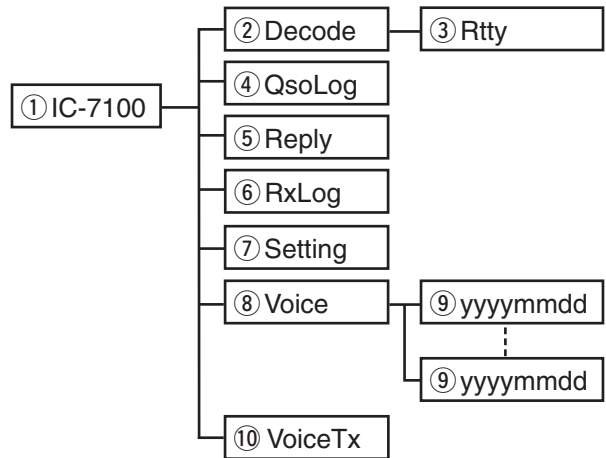 ② Decode
③ Rtty
④ QsoLog
① IC-7100
⑤ Reply
⑥ RxLog
⑦ Setting
⑧ Voice
⑨ yyyymmdd
⑨ yyyymmdd
⑩ VoiceTx